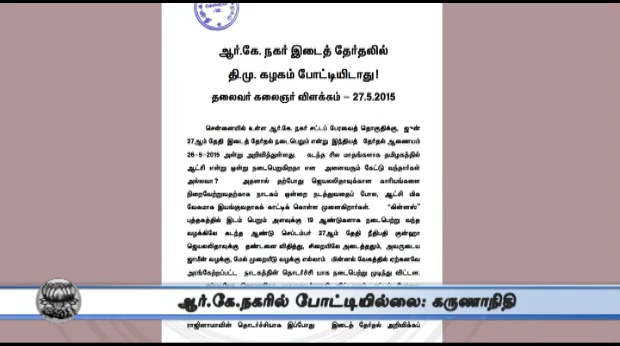 ஆர்.கே. நகர் இடைத் தேர்தலில்
தி.மு. கழகம் போட்டியிடாது!
தலைவர் கலைஞர் விளக்கம் – 27.5.2015
சென்னையில் உள்ள ஆர்.கே. நகர் சட்டப் பேரவைத் தொகுதிக்கு, ஜுன்
27ஆம் தேதி இடைத் தேர்தல் நடைபெறும் என்று இந்தியத் தேர்தல் ஆணையம்
26-5-2015 அன்று அறிவித்துள்ளது. கடந்த சில மாதங்களாக தமிழகத்தில்
ஆட்சி என்று ஒன்று நடைபெறுகிறதா என அனைவரும் கேட்டு வந்தார்கள்
அல்லவா? அதனால் தற்போது ஜெயலலிதாவுக்கான காரியங்களை
நிறைவேற்றுவதற்காக நாடகம் ஒன்றை நடத்துவதைப் போல, ஆட்சி மிக
வேகமாக இயங்குவதாகக் காட்டிக் கொள்ள முனைகிறார்கள். "கின்னஸ்"
புத்தகத்தில் இடம் பெறும் அளவுக்கு 19 ஆண்டுகளாக நடைபெற்று வந்த
வழக்கிலே கடந்த ஆண்டு செப்டம்பர் 27ஆம் தேதி நீதிபதி குன்ஹா
ஜெயலலிதாவுக்கு தண்டனை விதித்து, சிறையிலே அடைத்ததும், அவருடைய
ஜாமீன் வழக்கு, மேல் முறையீடு வழக்கு எல்லாம் மின்னல் வேகத்தில் ஏற்கனவே
அரங்கேற்றப்பட்ட நாடகத்தின் தொடர்ச்சி யாக நடைபெற்று முடிந்து விட்டன.
ஆர்.கே.நகரில் போட்டியில்லை: கருணாநிதி
ராஜினாமாவின் தொடர்ச்சியாக இப்போது இடைத் தேர்தல் அறிவிக்கப்